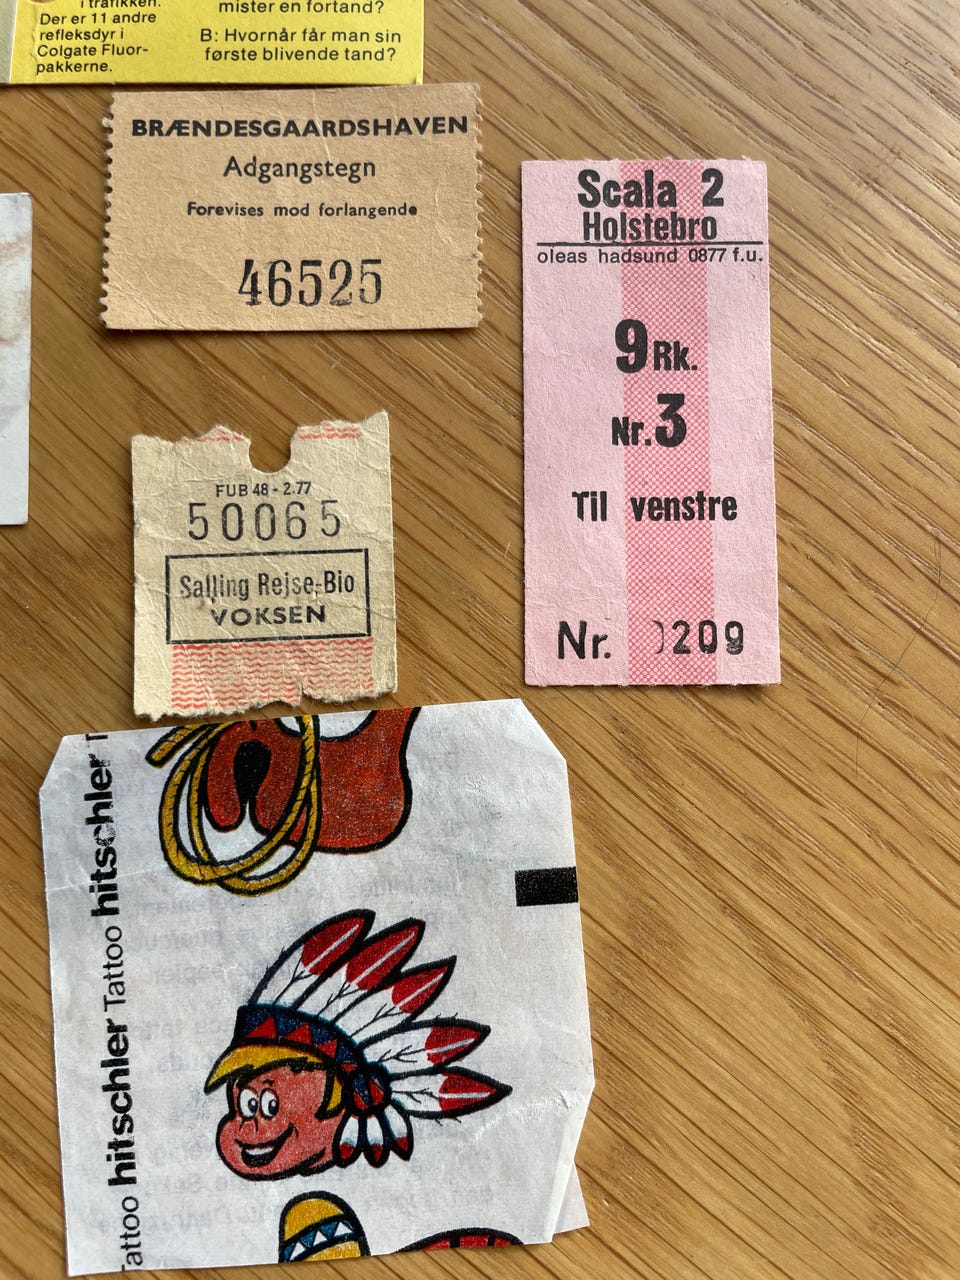 i trafikken.
Der er 11 andre
refleksdyr i
Colgate Fluor-
pakkerne.
mister en fortand?
B: Hvornår får man sin
første blivende tand?
BRÆNDESGAARDSHAVEN
Adgangstegn
Forevises mod forlangende
46525
Scala 2
Holstebro
oleas hadsund 0877 f.u.
9 Rk.
Nr. 3
Til venstre
Nr. 0209
FUB 48 - 2.77
50065
Salling Rejse-Bio
VOKSEN
Tattoo hitschler Tattoo hitschler T